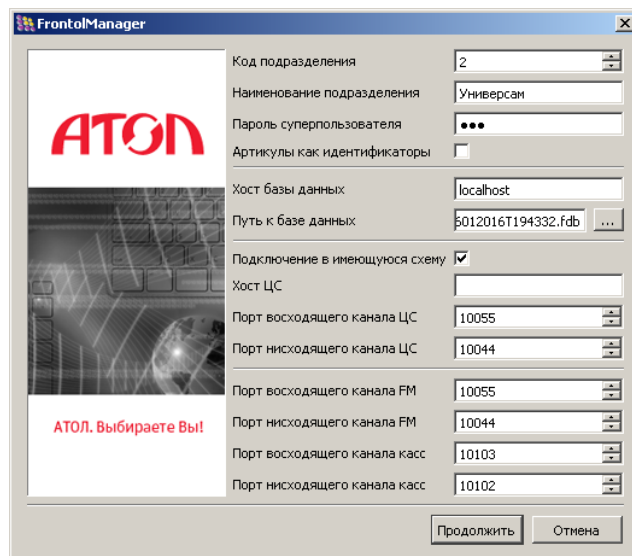 FrontolManager
Код подразделения 2
Наименование подразделения Универсам
АТОЛ
Пароль суперпользователя ●●●
Артикулы как идентификаторы
Хост базы данных localhost
Путь к базе данных 5012016T194332.fdb ...
Подключение в имеющуюся схему
Хост ЦС
Порт восходящего канала ЦС 10055
Порт нисходящего канала ЦС 10044
Порт восходящего канала FM 10055
Порт нисходящего канала FM 10044
АТОЛ. Выбираете Вы!
Порт восходящего канала касс 10103
Порт нисходящего канала касс 10102
Продолжить Отмена